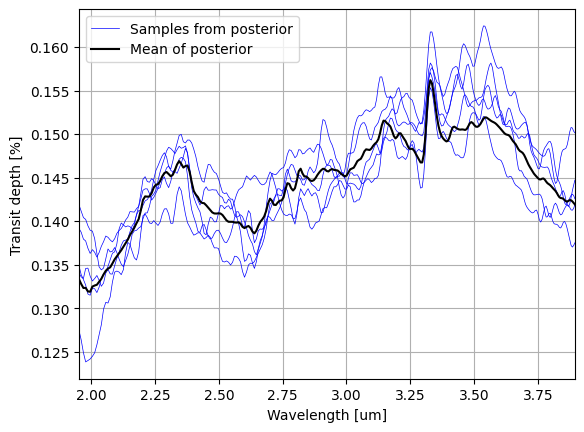 Samples from posterior
Mean of posterior
0.160
0.155
0.150
0.145
0.140
0.135
0.130
0.125
Transit depth [%]
2.00 2.25 2.50 2.75 3.00 3.25 3.50 3.75
Wavelength [um]